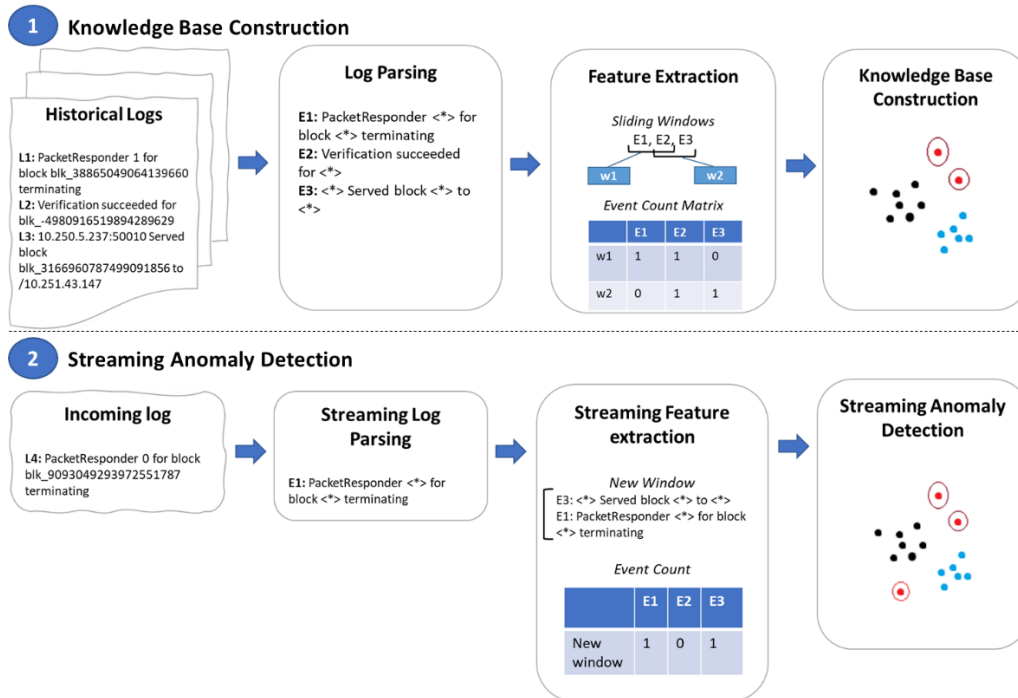 1 Knowledge Base Construction
Historical Logs
L1: PacketResponder 1 for
block blk_38865049064139660
terminating
L2: Verification succeeded for
blk_-4980916519894289629
L3: 10.250.5.237:50010 Served
block
blk_3166960787499091856 to
/10.251.43.147
Log Parsing
E1: PacketResponder <*> for
block <*> terminating
E2: Verification succeeded
for <*>
E3: <*> Served block <*> to
<*>
Feature Extraction
Sliding Windows
E1, E2, E3
w1 w2
Event Count Matrix
E1 E2 E3
w1 1 1 0
w2 0 1 1
Knowledge Base
Construction
2 Streaming Anomaly Detection
Incoming log
L4: PacketResponder 0 for block
blk_9093049293972551787
terminating
Streaming Log
Parsing
E1: PacketResponder <*> for
block <*> terminating
Streaming Feature
extraction
New Window
E3: <*> Served block <*> to <*>
E1: PacketResponder <*> for block
<*> terminating
Event Count
E1 E2 E3
New
window 1 0 1
Streaming Anomaly
Detection